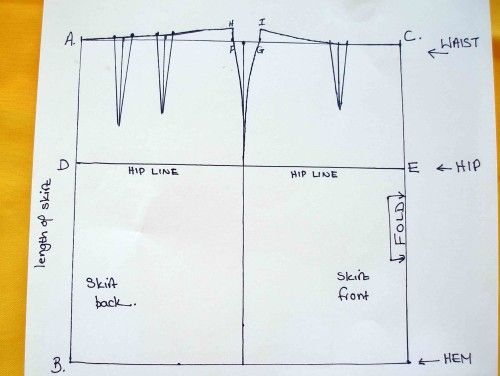 H I
A. C.
F G
WAIST
D E
HIP LINE HIP LINE
HIP
length of skirt
FOLD
Skirt
back.
Skirt
front
B.
HEM